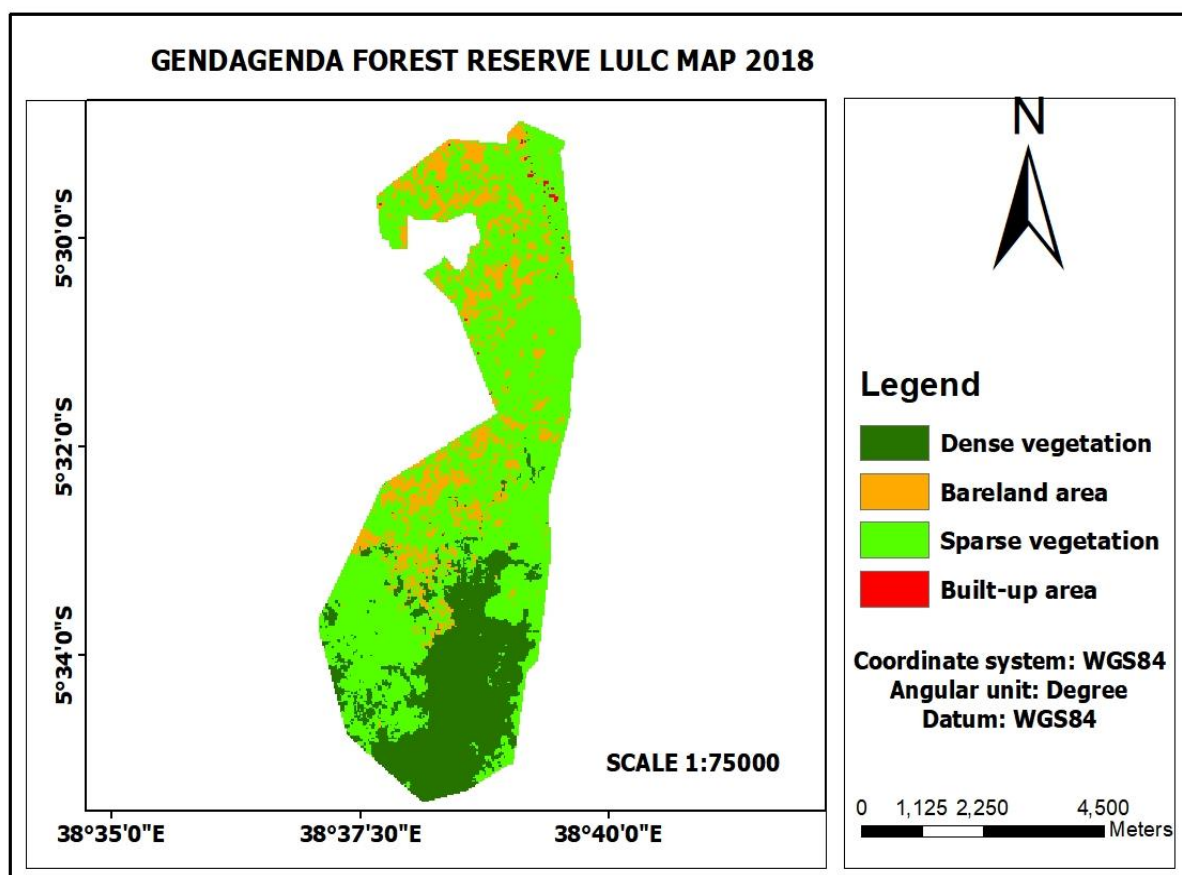 GENDAGENDA FOREST RESERVE LULC MAP 2018
N
5°30'0"S
5°32'0"S
5°34'0"S
38°35'0"E
38°37'30"E
38°40'0"E
SCALE 1:75000
Legend
Dense vegetation
Bareland area
Sparse vegetation
Built-up area
Coordinate system: WGS84
Angular unit: Degree
Datum: WGS84
0 1,125 2,250 4,500
Meters